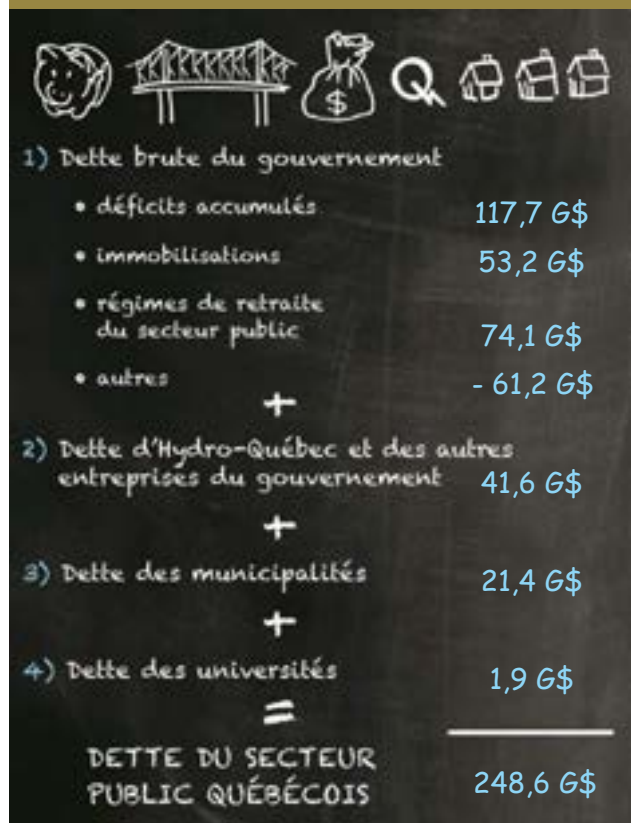 $
Q
1) Dette brute du gouvernement
• déficits accumulés 117,7 G$
• immobilisations 53,2 G$
• régimes de retraite
du secteur public 74,1 G$
• autres - 61,2 G$
+
2) Dette d'Hydro-Québec et des autres
entreprises du gouvernement 41,6 G$
+
3) Dette des municipalités 21,4 G$
+
4) Dette des universités 1,9 G$
=
DETTE DU SECTEUR
PUBLIC QUÉBÉCOIS 248,6 G$